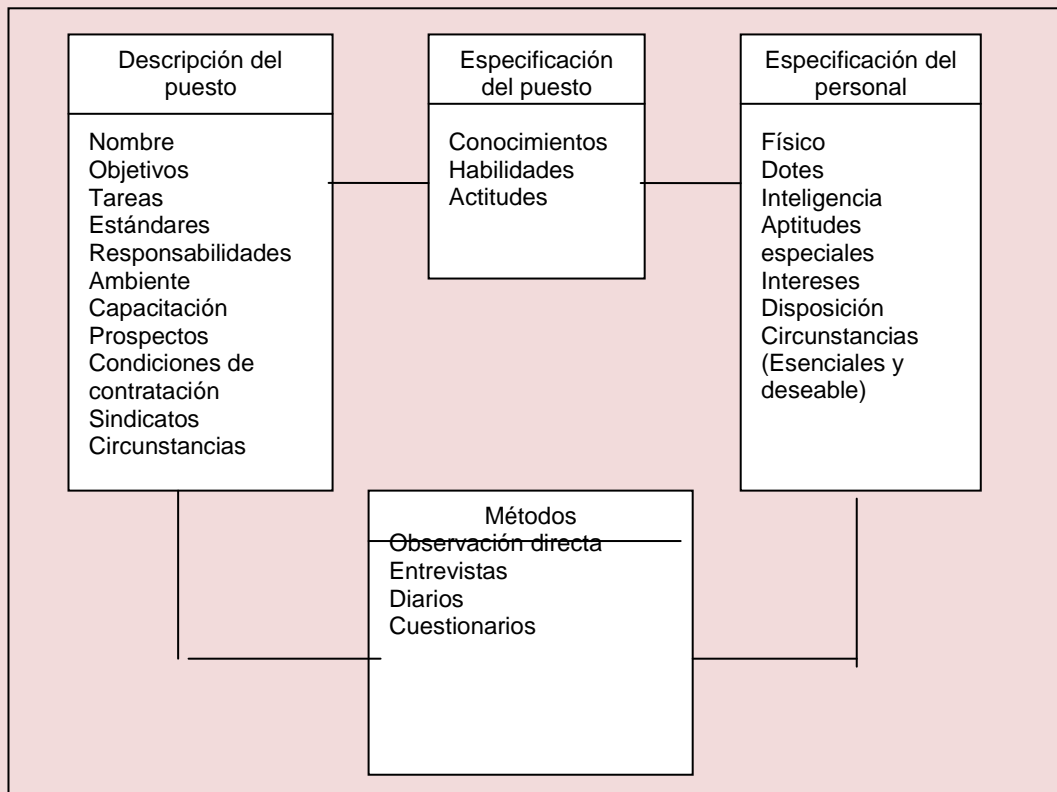 Descripción del
puesto
Nombre
Objetivos
Tareas
Estándares
Responsabilidades
Ambiente
Capacitación
Prospectos
Condiciones de
contratación
Sindicatos
Circunstancias
Especificación
del puesto
Conocimientos
Habilidades
Actitudes
Especificación del
personal
Físico
Dotes
Inteligencia
Aptitudes
especiales
Intereses
Disposición
Circunstancias
(Esenciales y
deseable)
Métodos
Observación directa
Entrevistas
Diarios
Cuestionarios